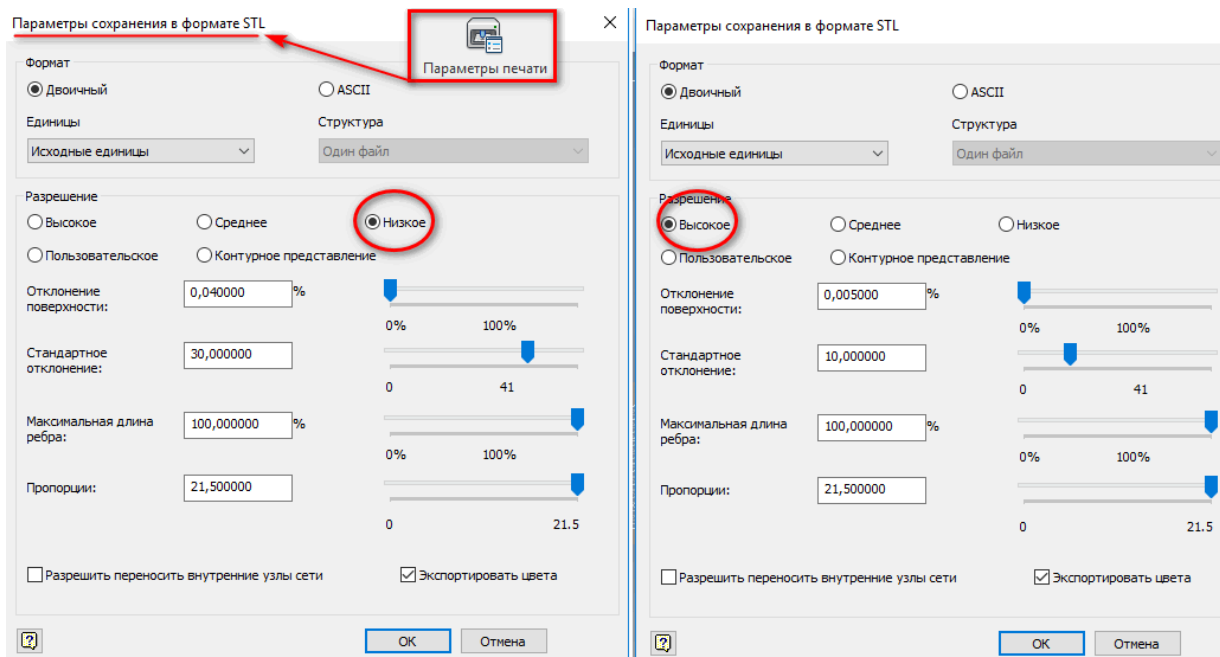 Параметры сохранения в формате STL
Параметры печати
Формат
Двоичный
ASCII
Единицы
Структура
Исходные единицы
Один файл
Разрешение
Высокое
Среднее
Низкое
Пользовательское
Контурное представление
Отклонение
поверхности:
0,040000
%
0%
100%
Стандартное
отклонение:
30,000000
0
41
Максимальная длина
ребра:
100,000000
%
0%
100%
Пропорции:
21,500000
0
21.5
Разрешить переносить внутренние узлы сети
Экспортировать цвета
ОК
Отмена
Параметры сохранения в формате STL
Формат
Двоичный
ASCII
Единицы
Структура
Исходные единицы
Один файл
Разрешение
Высокое
Среднее
Низкое
Пользовательское
Контурное представление
Отклонение
поверхности:
0,005000
%
0%
100%
Стандартное
отклонение:
10,000000
0
41
Максимальная длина
ребра:
100,000000
%
0%
100%
Пропорции:
21,500000
0
21.5
Разрешить переносить внутренние узлы сети
Экспортировать цвета
ОК
Отмена